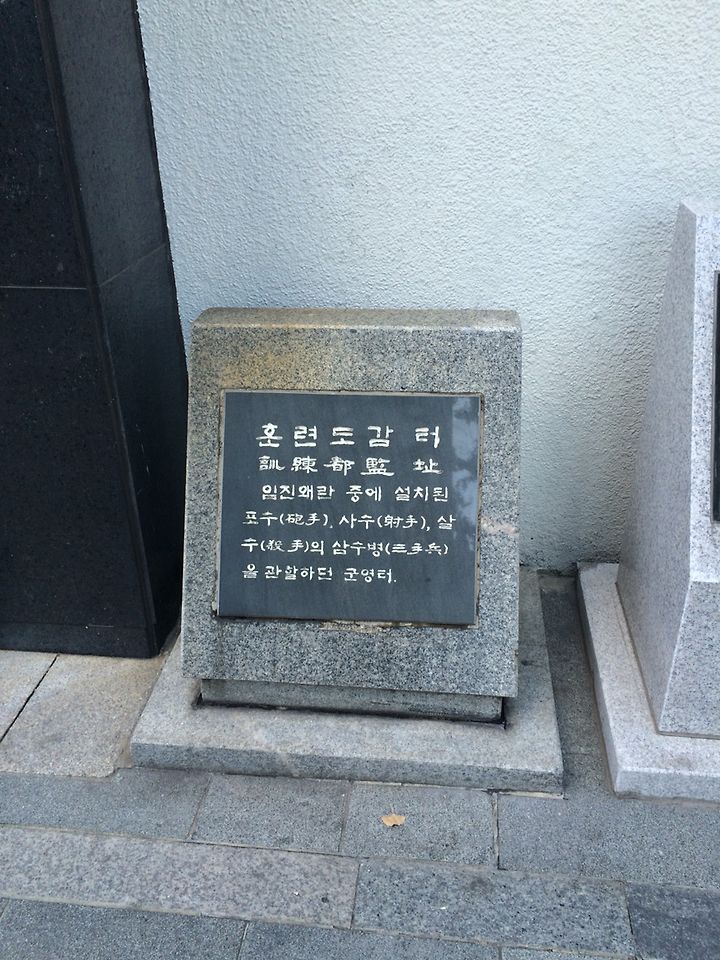 훈련도감 터
訓練都監 址
임진왜란 중에 설치된
포수(砲手), 사수(射手), 살
수(殺手)의 삼수병(三手兵)
을 관할하던 군영터.